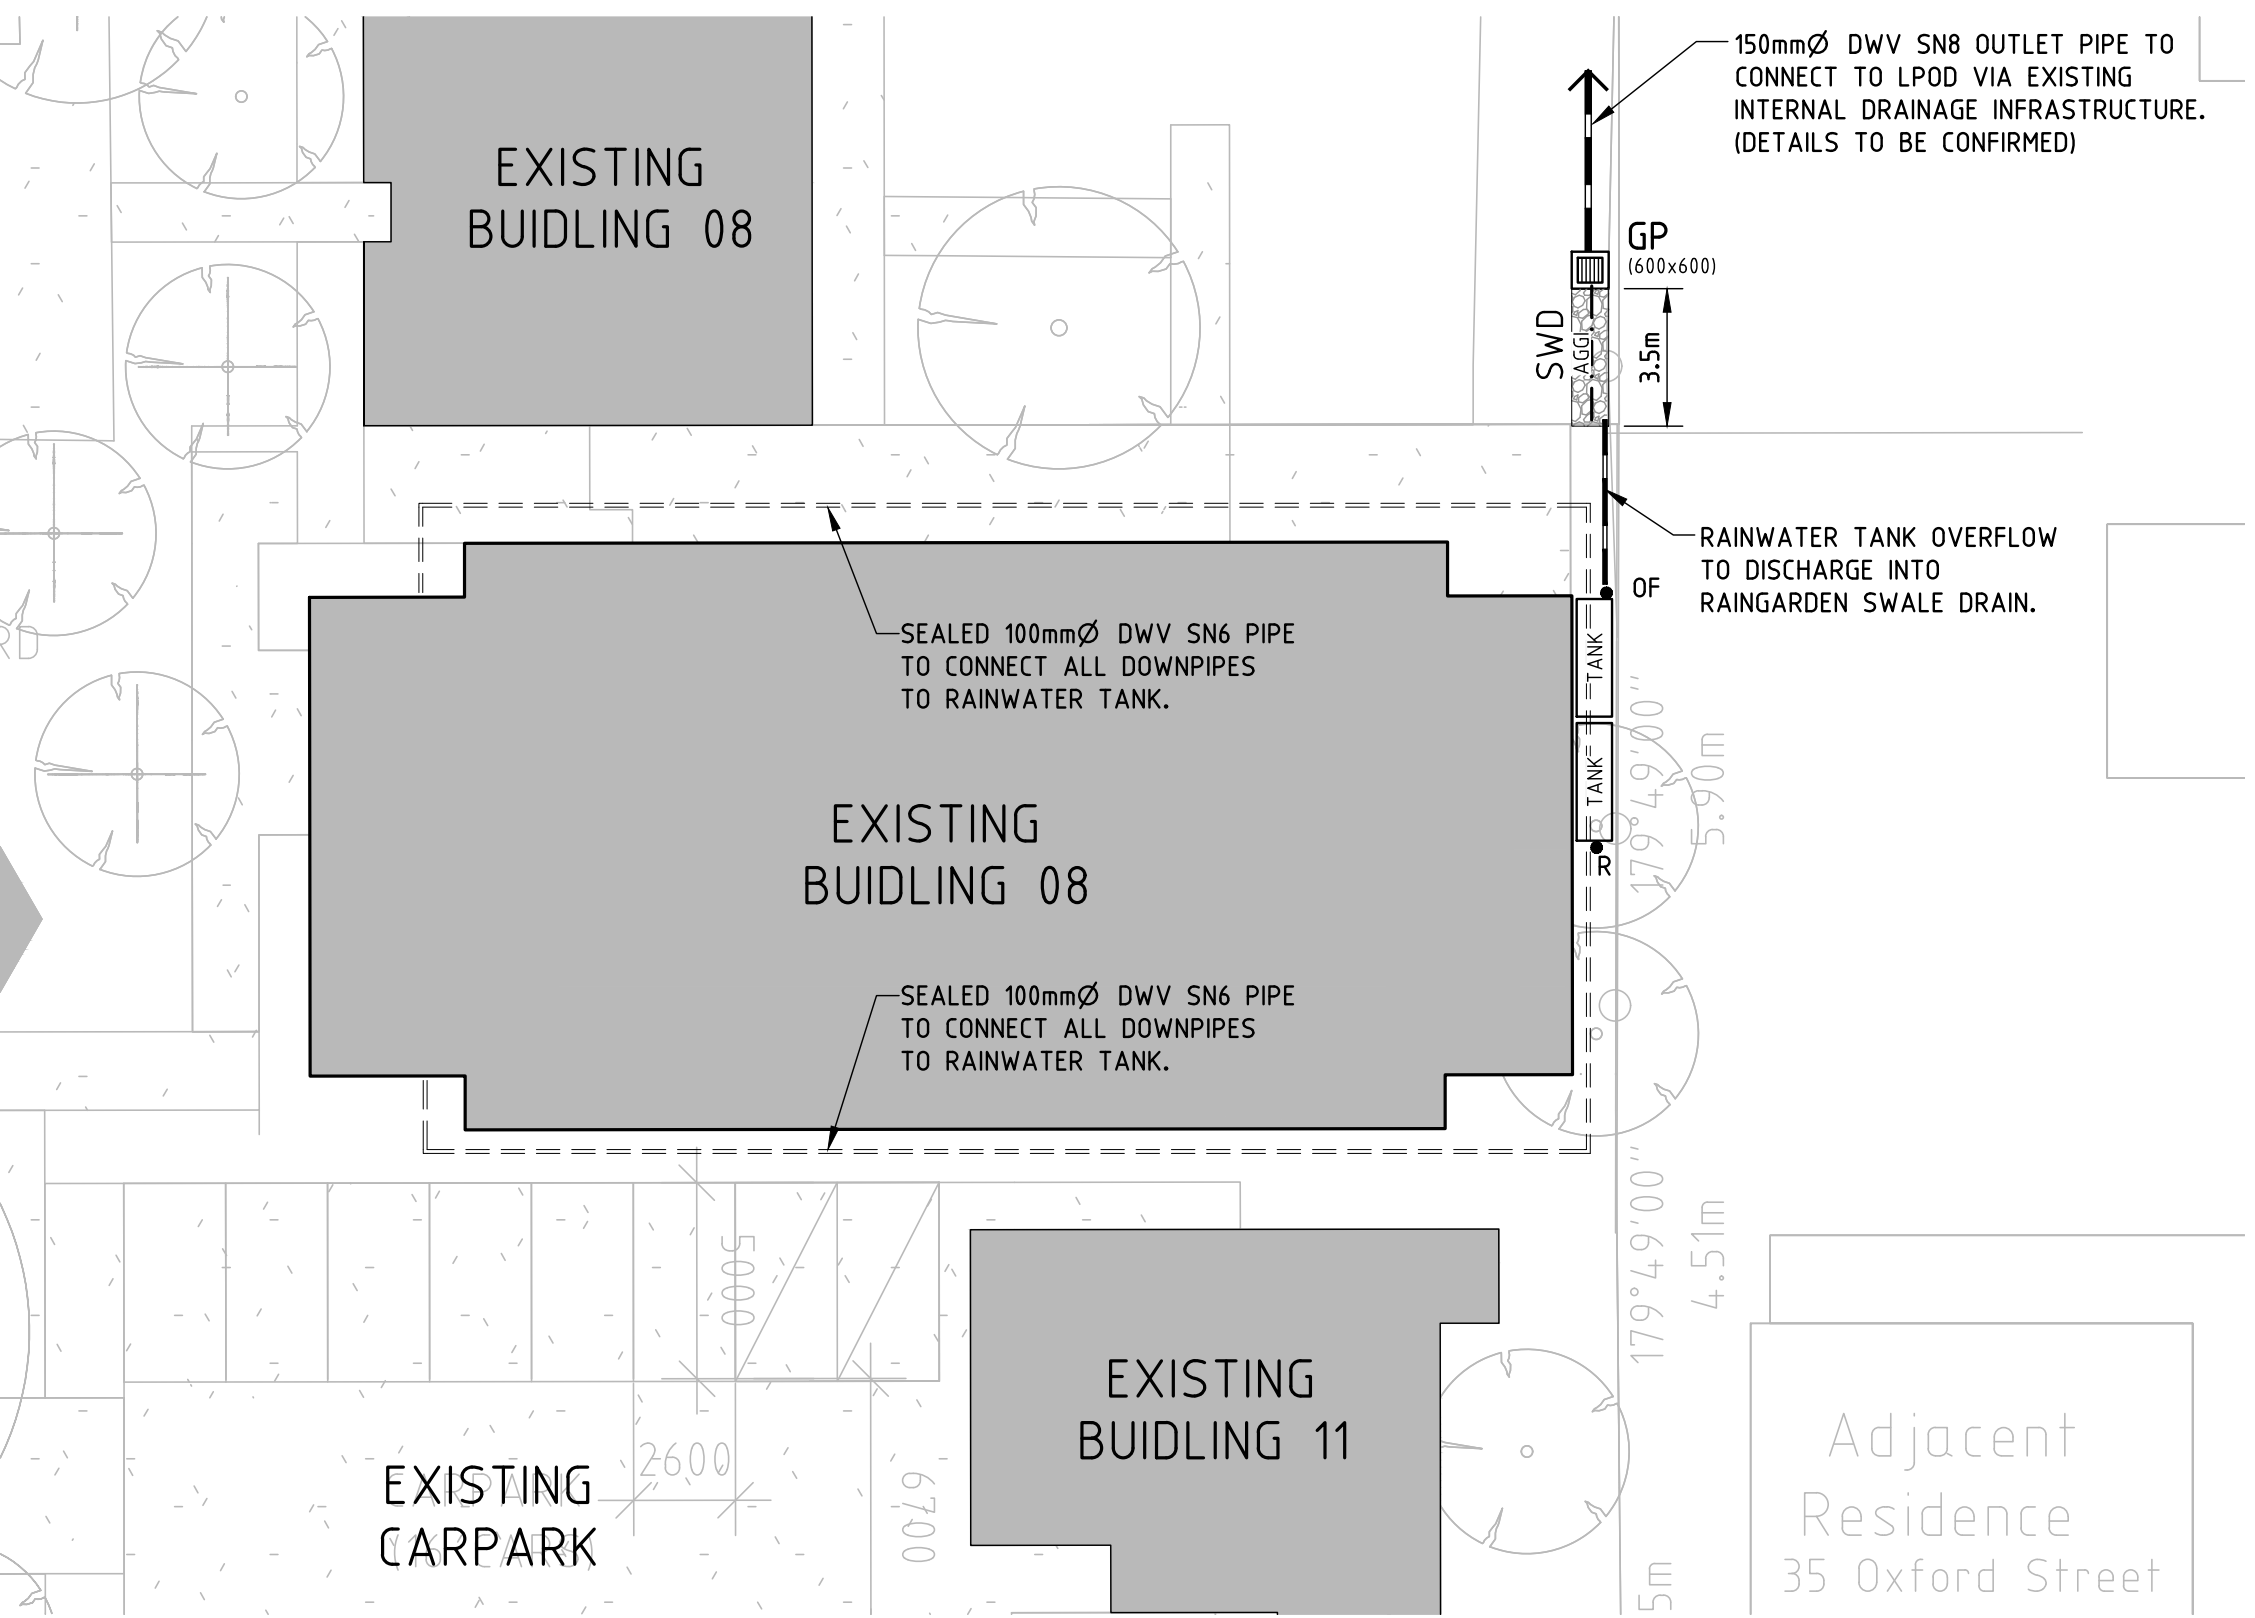 150mmØ DWV SN8 OUTLET PIPE TO
CONNECT TO LPOD VIA EXISTING
INTERNAL DRAINAGE INFRASTRUCTURE.
(DETAILS TO BE CONFIRMED)
EXISTING
BUIDLING 08
GP
(600x600)
SWD
AGGI
3.5m
RAINWATER TANK OVERFLOW
TO DISCHARGE INTO
RAINGARDEN SWALE DRAIN.
OF
SEALED 100mmØ DWV SN6 PIPE
TO CONNECT ALL DOWNPIPES
TO RAINWATER TANK.
TANK
TANK
R
179°49'00"
5.90m
EXISTING
BUIDLING 08
SEALED 100mmØ DWV SN6 PIPE
TO CONNECT ALL DOWNPIPES
TO RAINWATER TANK.
179°49'00"
4.51m
5000
EXISTING
BUIDLING 11
2600
6700
EXISTING
CARPARK
CARPARK
Adjacent
Residence
35 Oxford Street
5m
RD